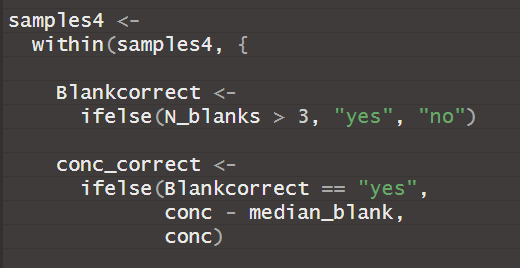 samples4 <-
within(samples4, {
Blankcorrect <-
ifelse(N_blanks > 3, "yes", "no")
conc_correct <-
ifelse(Blankcorrect == "yes",
conc - median_blank,
conc)